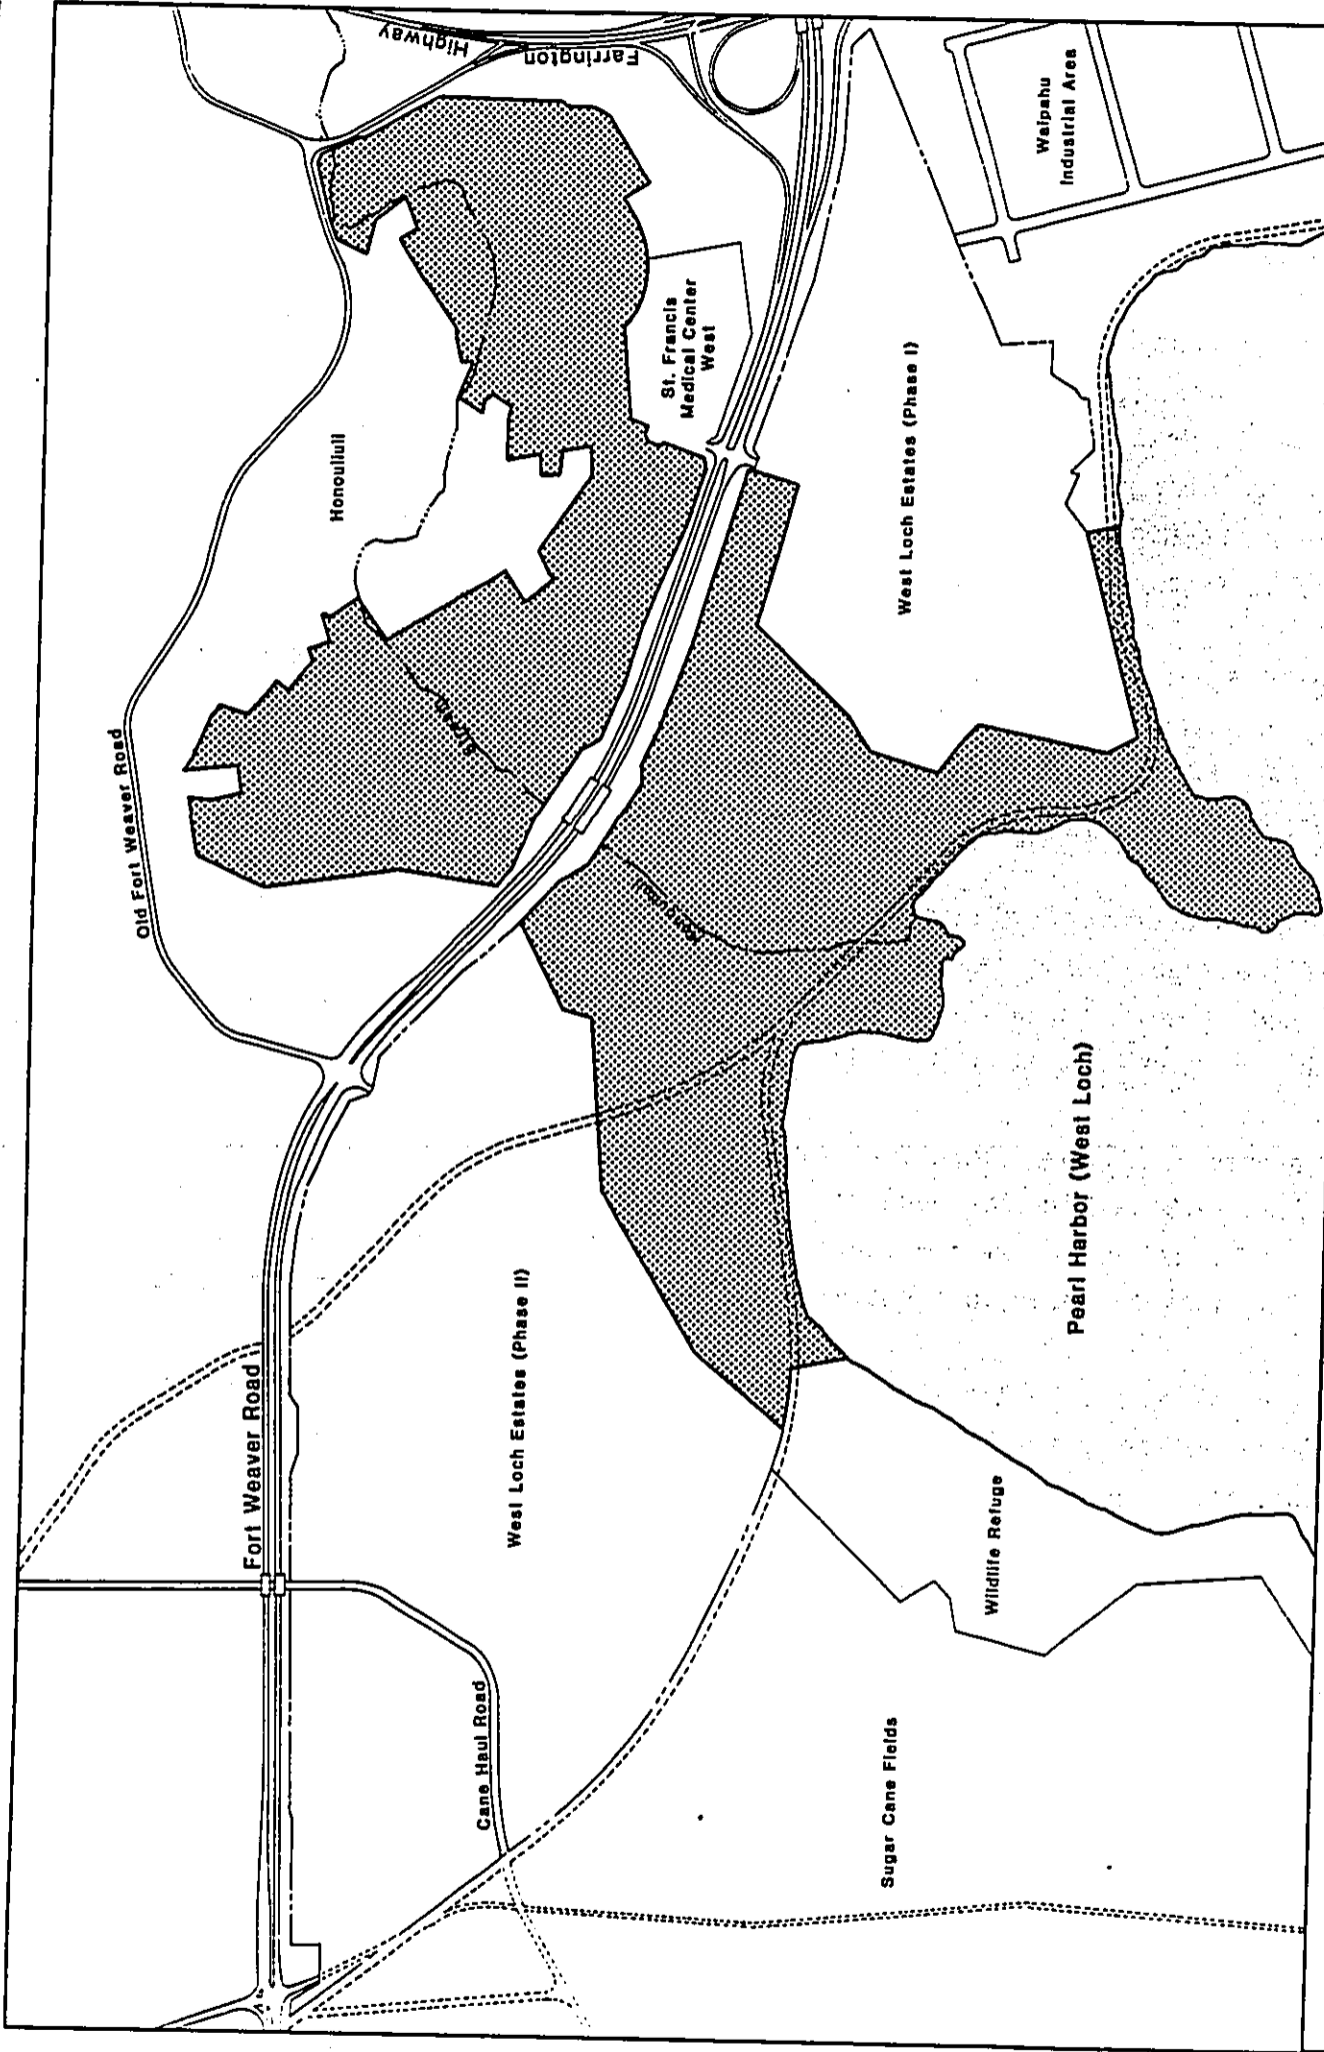 Farrington
Highway
Waipahu
Industrial Area
St. Francis
Medical Center
West
Honouliuli
West Loch Estates (Phase I)
Old Fort Weaver Road
Stream
Honouliuli
Pearl Harbor (West Loch)
Fort Weaver Road
West Loch Estates (Phase II)
Wildlife Refuge
Cane Haul Road
Sugar Cane Fields